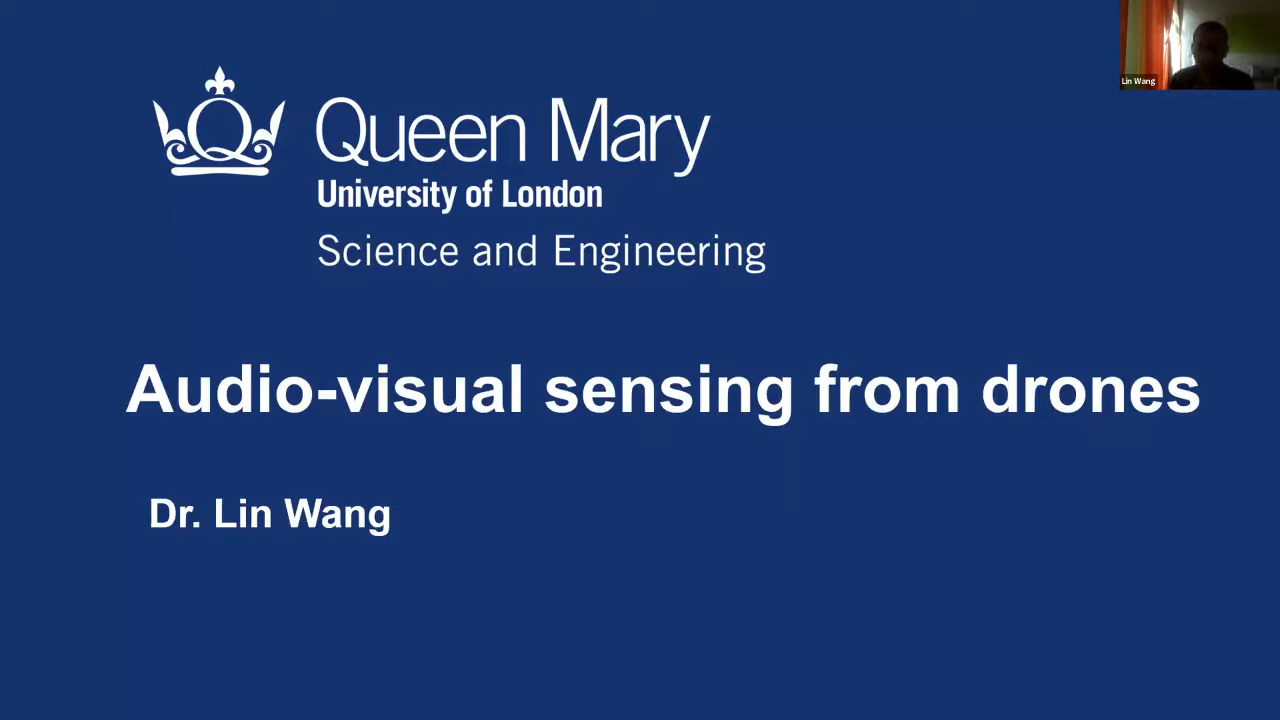 Queen Mary
University of London
Science and Engineering
Audio-visual sensing from drones
Dr. Lin Wang
Lin Wang